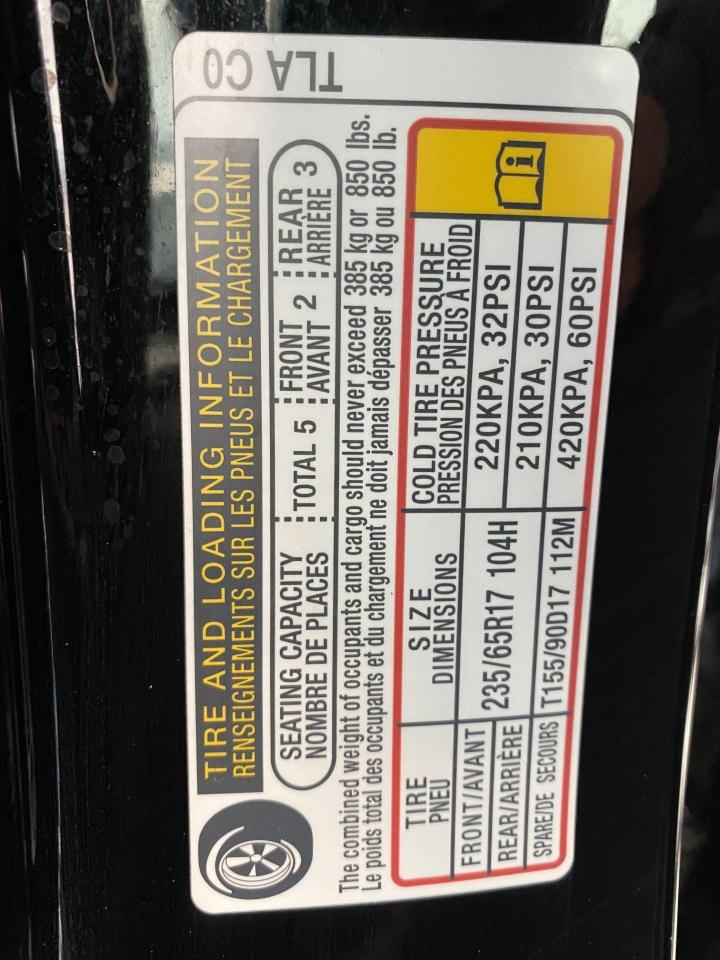 TLA C0
TIRE AND LOADING INFORMATION
RENSEIGNEMENTS SUR LES PNEUS ET LE CHARGEMENT
SEATING CAPACITY TOTAL 5 FRONT 2 REAR 3
NOMBRE DE PLACES AVANT ARRIÈRE
The combined weight of occupants and cargo should never exceed 385 kg or 850 lbs.
Le poids total des occupants et du chargement ne doit jamais dépasser 385 kg ou 850 lb.
TIRE SIZE COLD TIRE PRESSURE
PNEU DIMENSIONS PRESSION DES PNEUS À FROID
FRONT/AVANT 235/65R17 104H 220KPA, 32PSI
REAR/ARRIÈRE 210KPA, 30PSI
SPARE/DE SECOURS T155/90D17 112M 420KPA, 60PSI